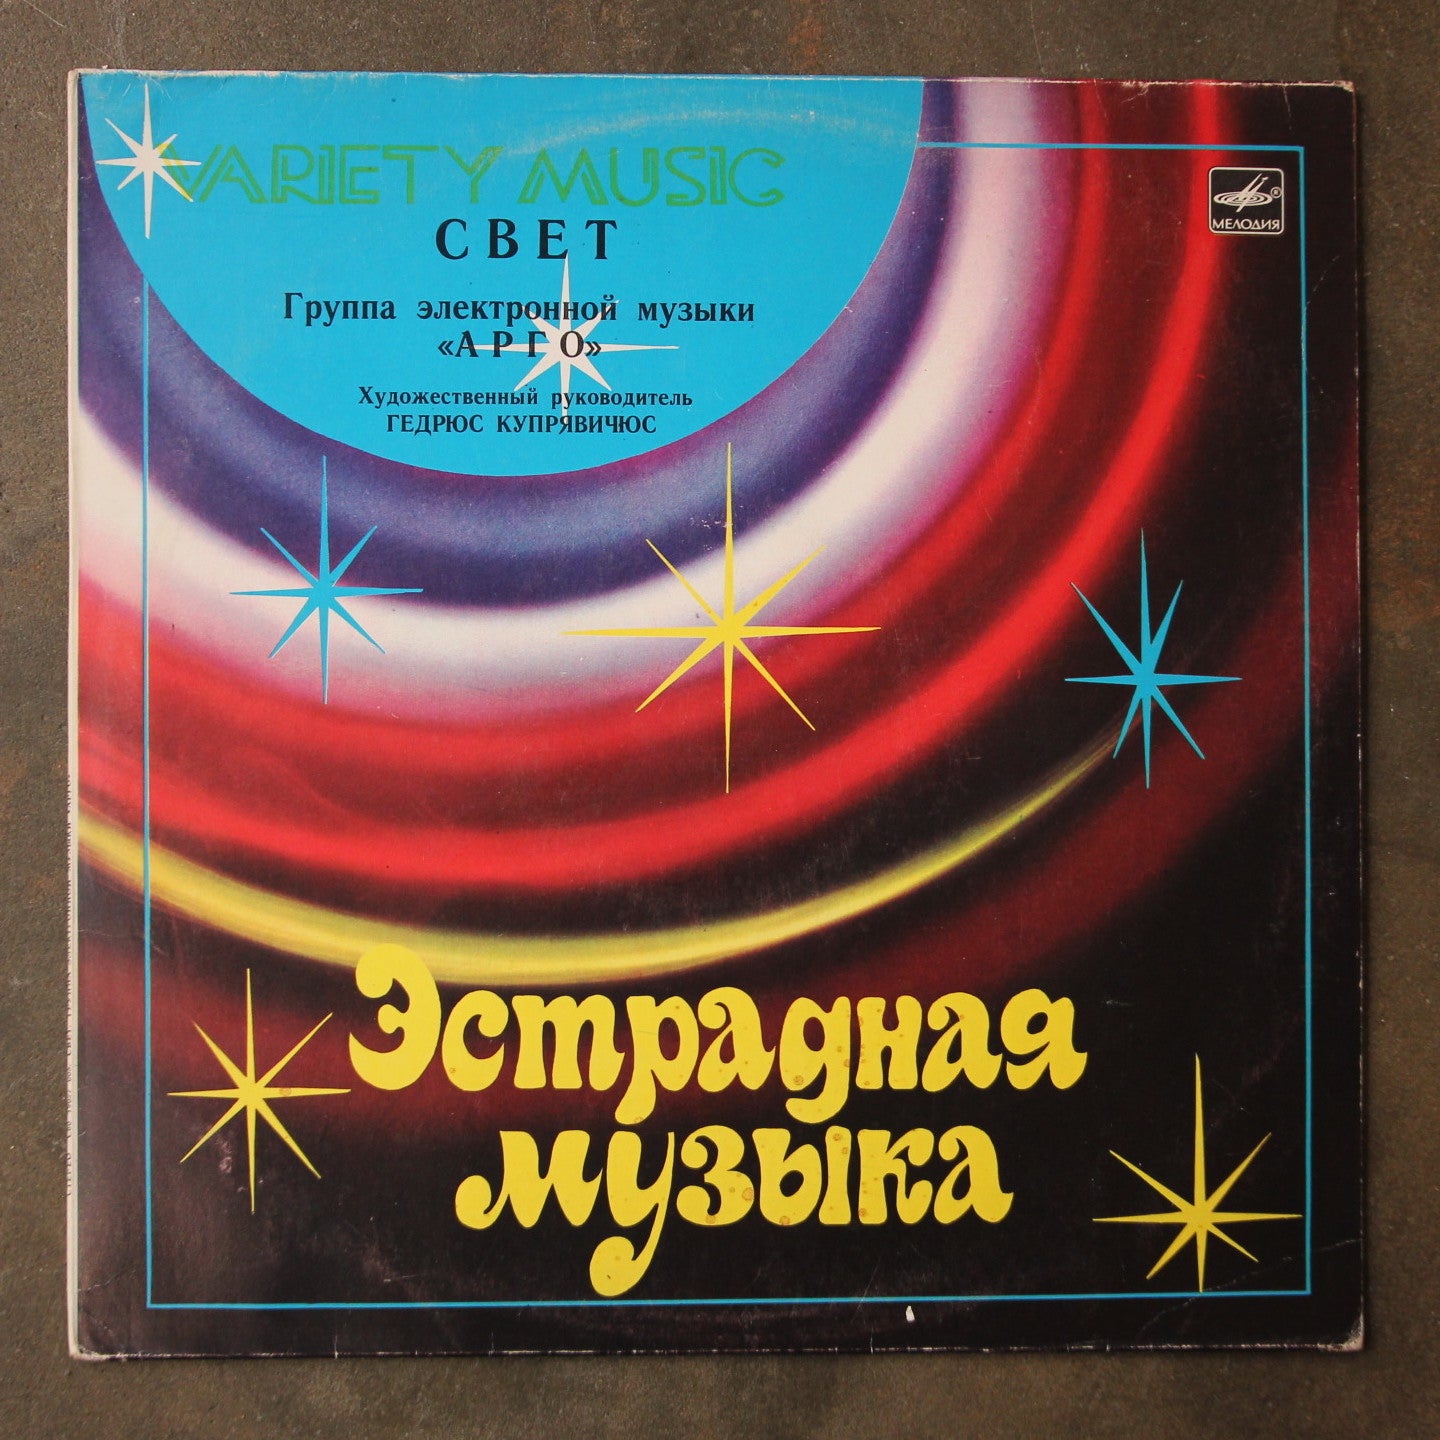 VARIETY MUSIC
СВЕТ
Группа электронной музыки
«АРГО»
Художественный руководитель
ГЕДРЮС КУПРЯВИЧЮС
®
МЕЛОДИЯ
Эстрадная
музыка